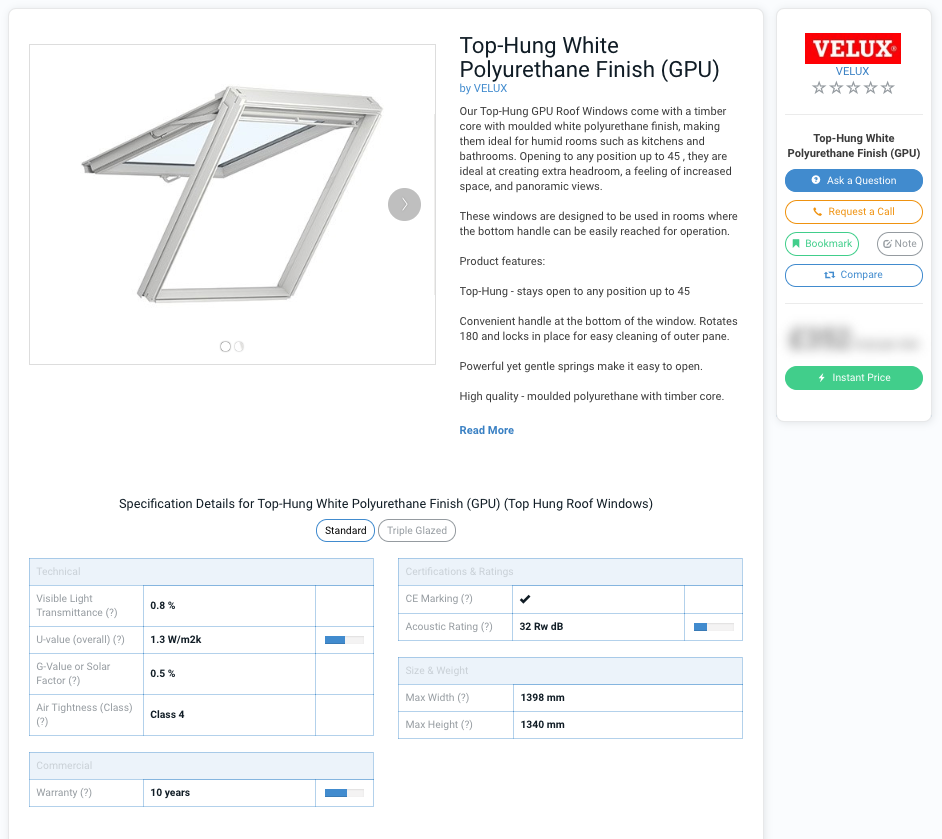 Top-Hung White
Polyurethane Finish (GPU)
by VELUX
Our Top-Hung GPU Roof Windows come with a timber
core with moulded white polyurethane finish, making
them ideal for humid rooms such as kitchens and
bathrooms. Opening to any position up to 45 , they are
ideal at creating extra headroom, a feeling of increased
space, and panoramic views.
These windows are designed to be used in rooms where
the bottom handle can be easily reached for operation.
Product features:
Top-Hung - stays open to any position up to 45
Convenient handle at the bottom of the window. Rotates
180 and locks in place for easy cleaning of outer pane.
Powerful yet gentle springs make it easy to open.
High quality - moulded polyurethane with timber core.
Read More
Specification Details for Top-Hung White Polyurethane Finish (GPU) (Top Hung Roof Windows)
Standard
Triple Glazed
Technical
Visible Light
Transmittance (?)
0.8 %
U-value (overall) (?)
1.3 W/m2k
G-Value or Solar
Factor (?)
0.5 %
Air Tightness (Class)
(?)
Class 4
Commercial
Warranty (?)
10 years
Certifications & Ratings
CE Marking (?)
Acoustic Rating (?)
32 Rw dB
Size & Weight
Max Width (?)
1398 mm
Max Height (?)
1340 mm
VELUX®
VELUX
Top-Hung White
Polyurethane Finish (GPU)
Ask a Question
Request a Call
Bookmark
Note
Compare
Instant Price